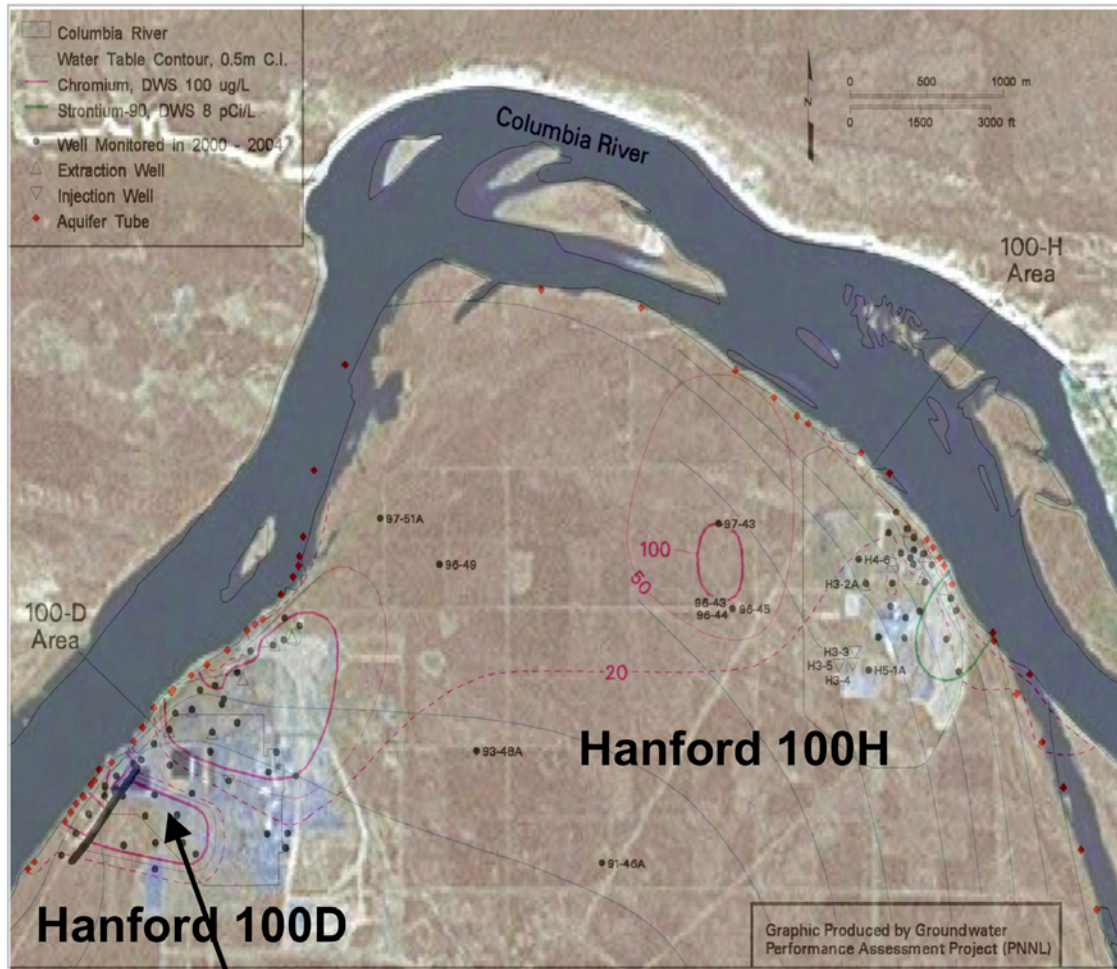 Columbia River
Water Table Contour, 0.5m C.I.
Chromium, DWS 100 ug/L
Strontium-90, DWS 8 pCi/L
Well Monitored in 2000 - 2004?
Extraction Well
Injection Well
Aquifer Tube
N
0 500 1000 m
0 1500 3000 ft
Columbia River
100-H
Area
97-51A
97-43
96-49
100
50
H4-6
H3-2A
96-43
96-44
96-45
100-D
Area
20
H3-3
H3-5
H3-4
H5-1A
93-48A
Hanford 100H
91-46A
Hanford 100D
Graphic Produced by Groundwater
Performance Assessment Project (PNNL)